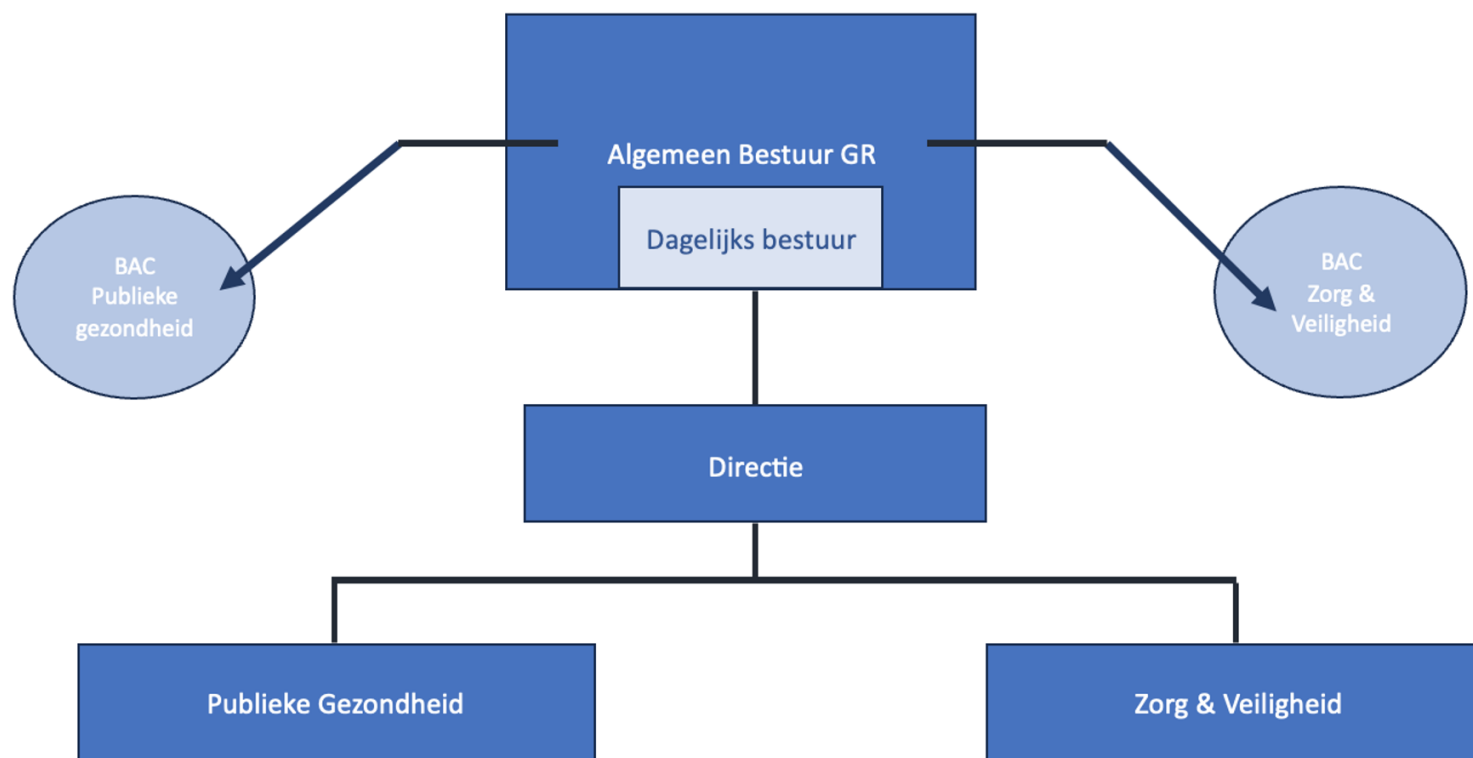 Algemeen Bestuur GR
Dagelijks bestuur
BAC
Publieke
gezondheid
BAC
Zorg &
Veiligheid
Directie
Publieke Gezondheid
Zorg & Veiligheid